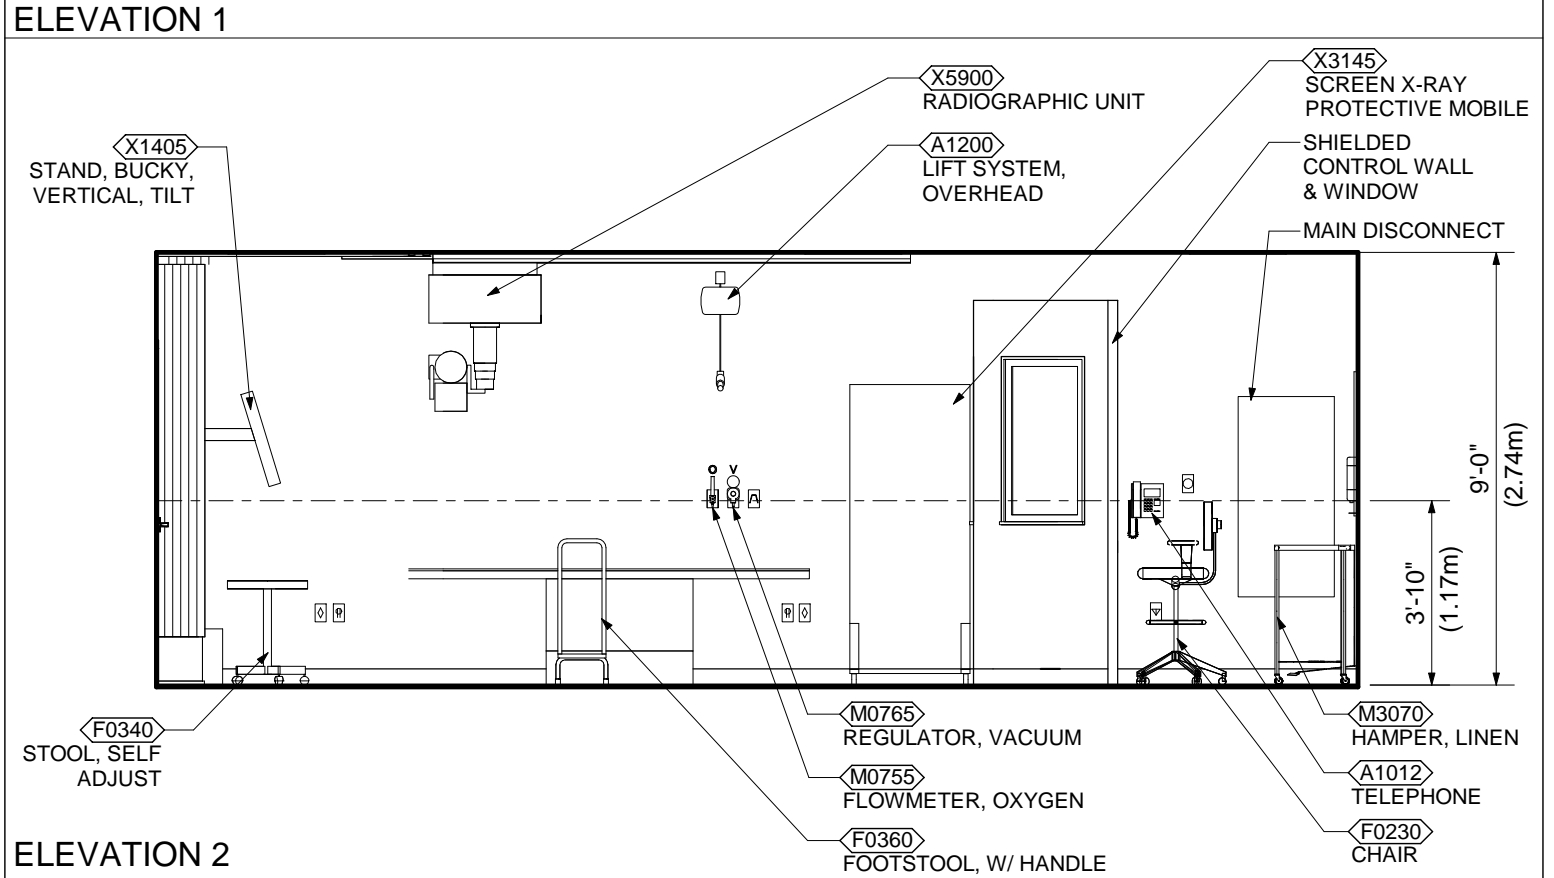 ELEVATION 1
X5900
RADIOGRAPHIC UNIT
X3145
SCREEN X-RAY
PROTECTIVE MOBILE
X1405
STAND, BUCKY,
VERTICAL, TILT
A1200
LIFT SYSTEM,
OVERHEAD
SHIELDED
CONTROL WALL
& WINDOW
MAIN DISCONNECT
O V
9'-0"
(2.74m)
3'-10"
(1.17m)
F0340
STOOL, SELF
ADJUST
M0765
REGULATOR, VACUUM
M0755
FLOWMETER, OXYGEN
F0360
FOOTSTOOL, W/ HANDLE
M3070
HAMPER, LINEN
A1012
TELEPHONE
F0230
CHAIR
ELEVATION 2